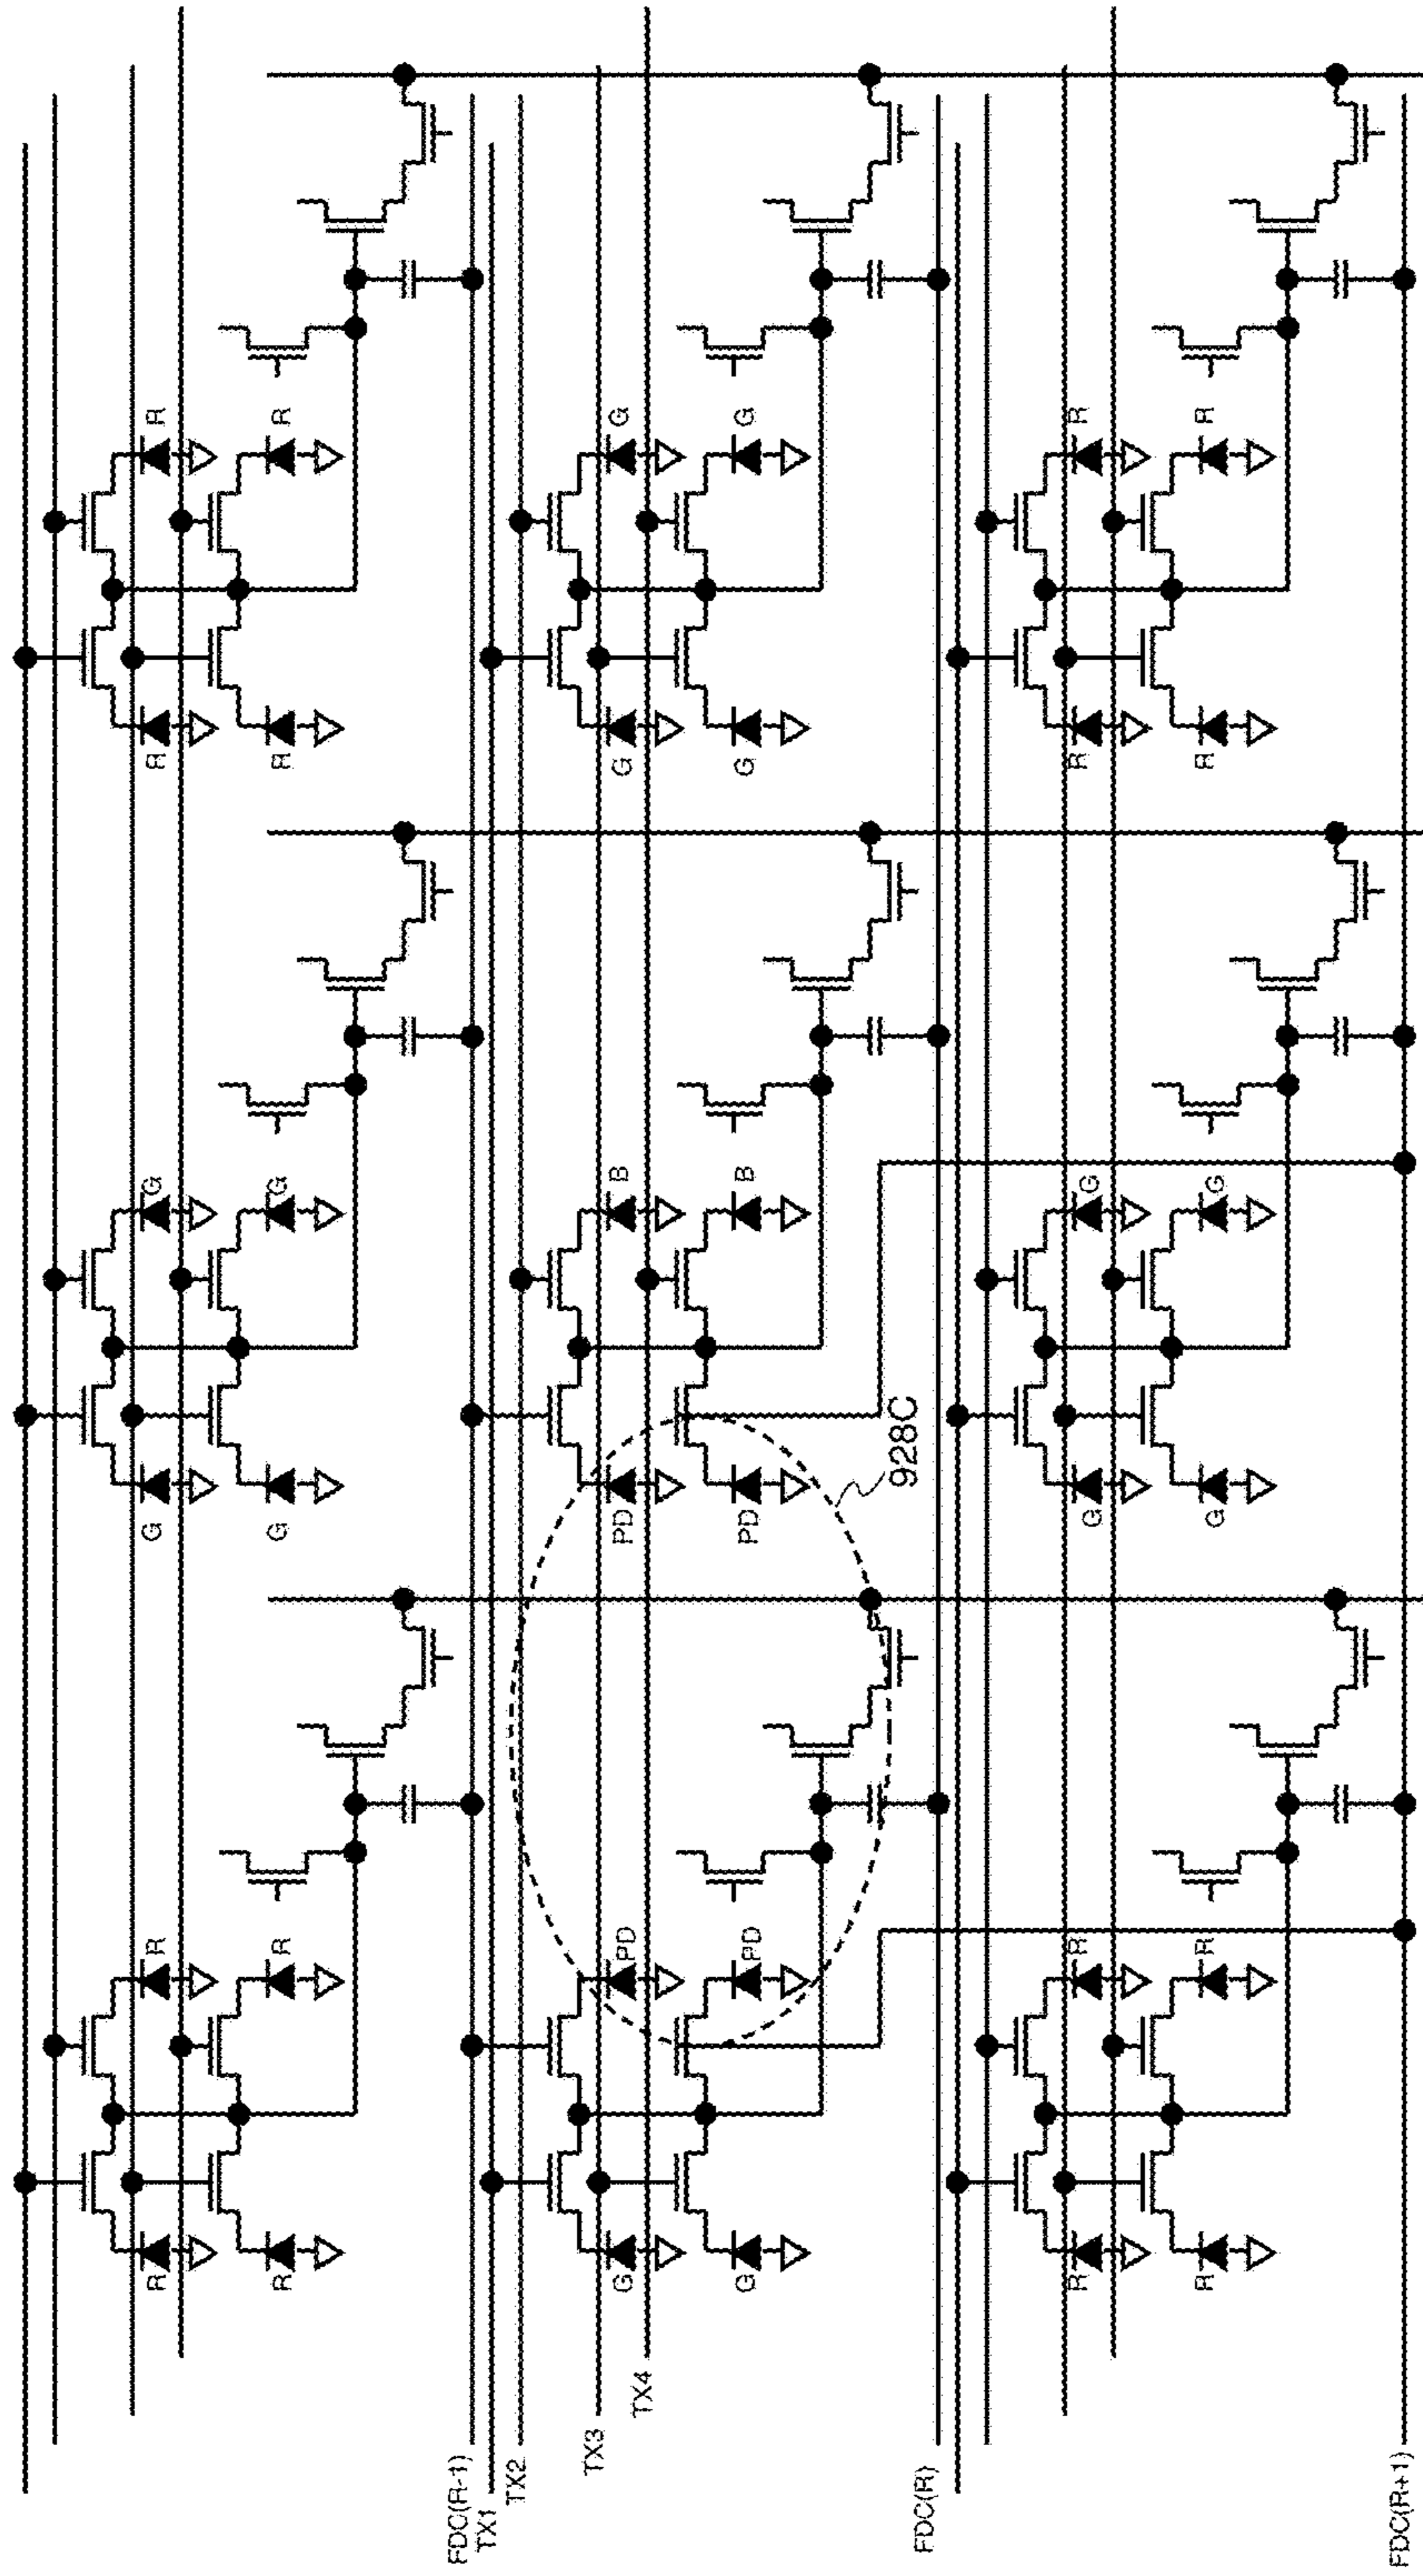 R R G G R R
R R G G R R
FDC(R-1)
TX1
TX2
TX3
G PD PD B G G
TX4
G PD PD B G G
928C
FDC(R)
R R G G R R
R R G G R R
FDC(R+1)